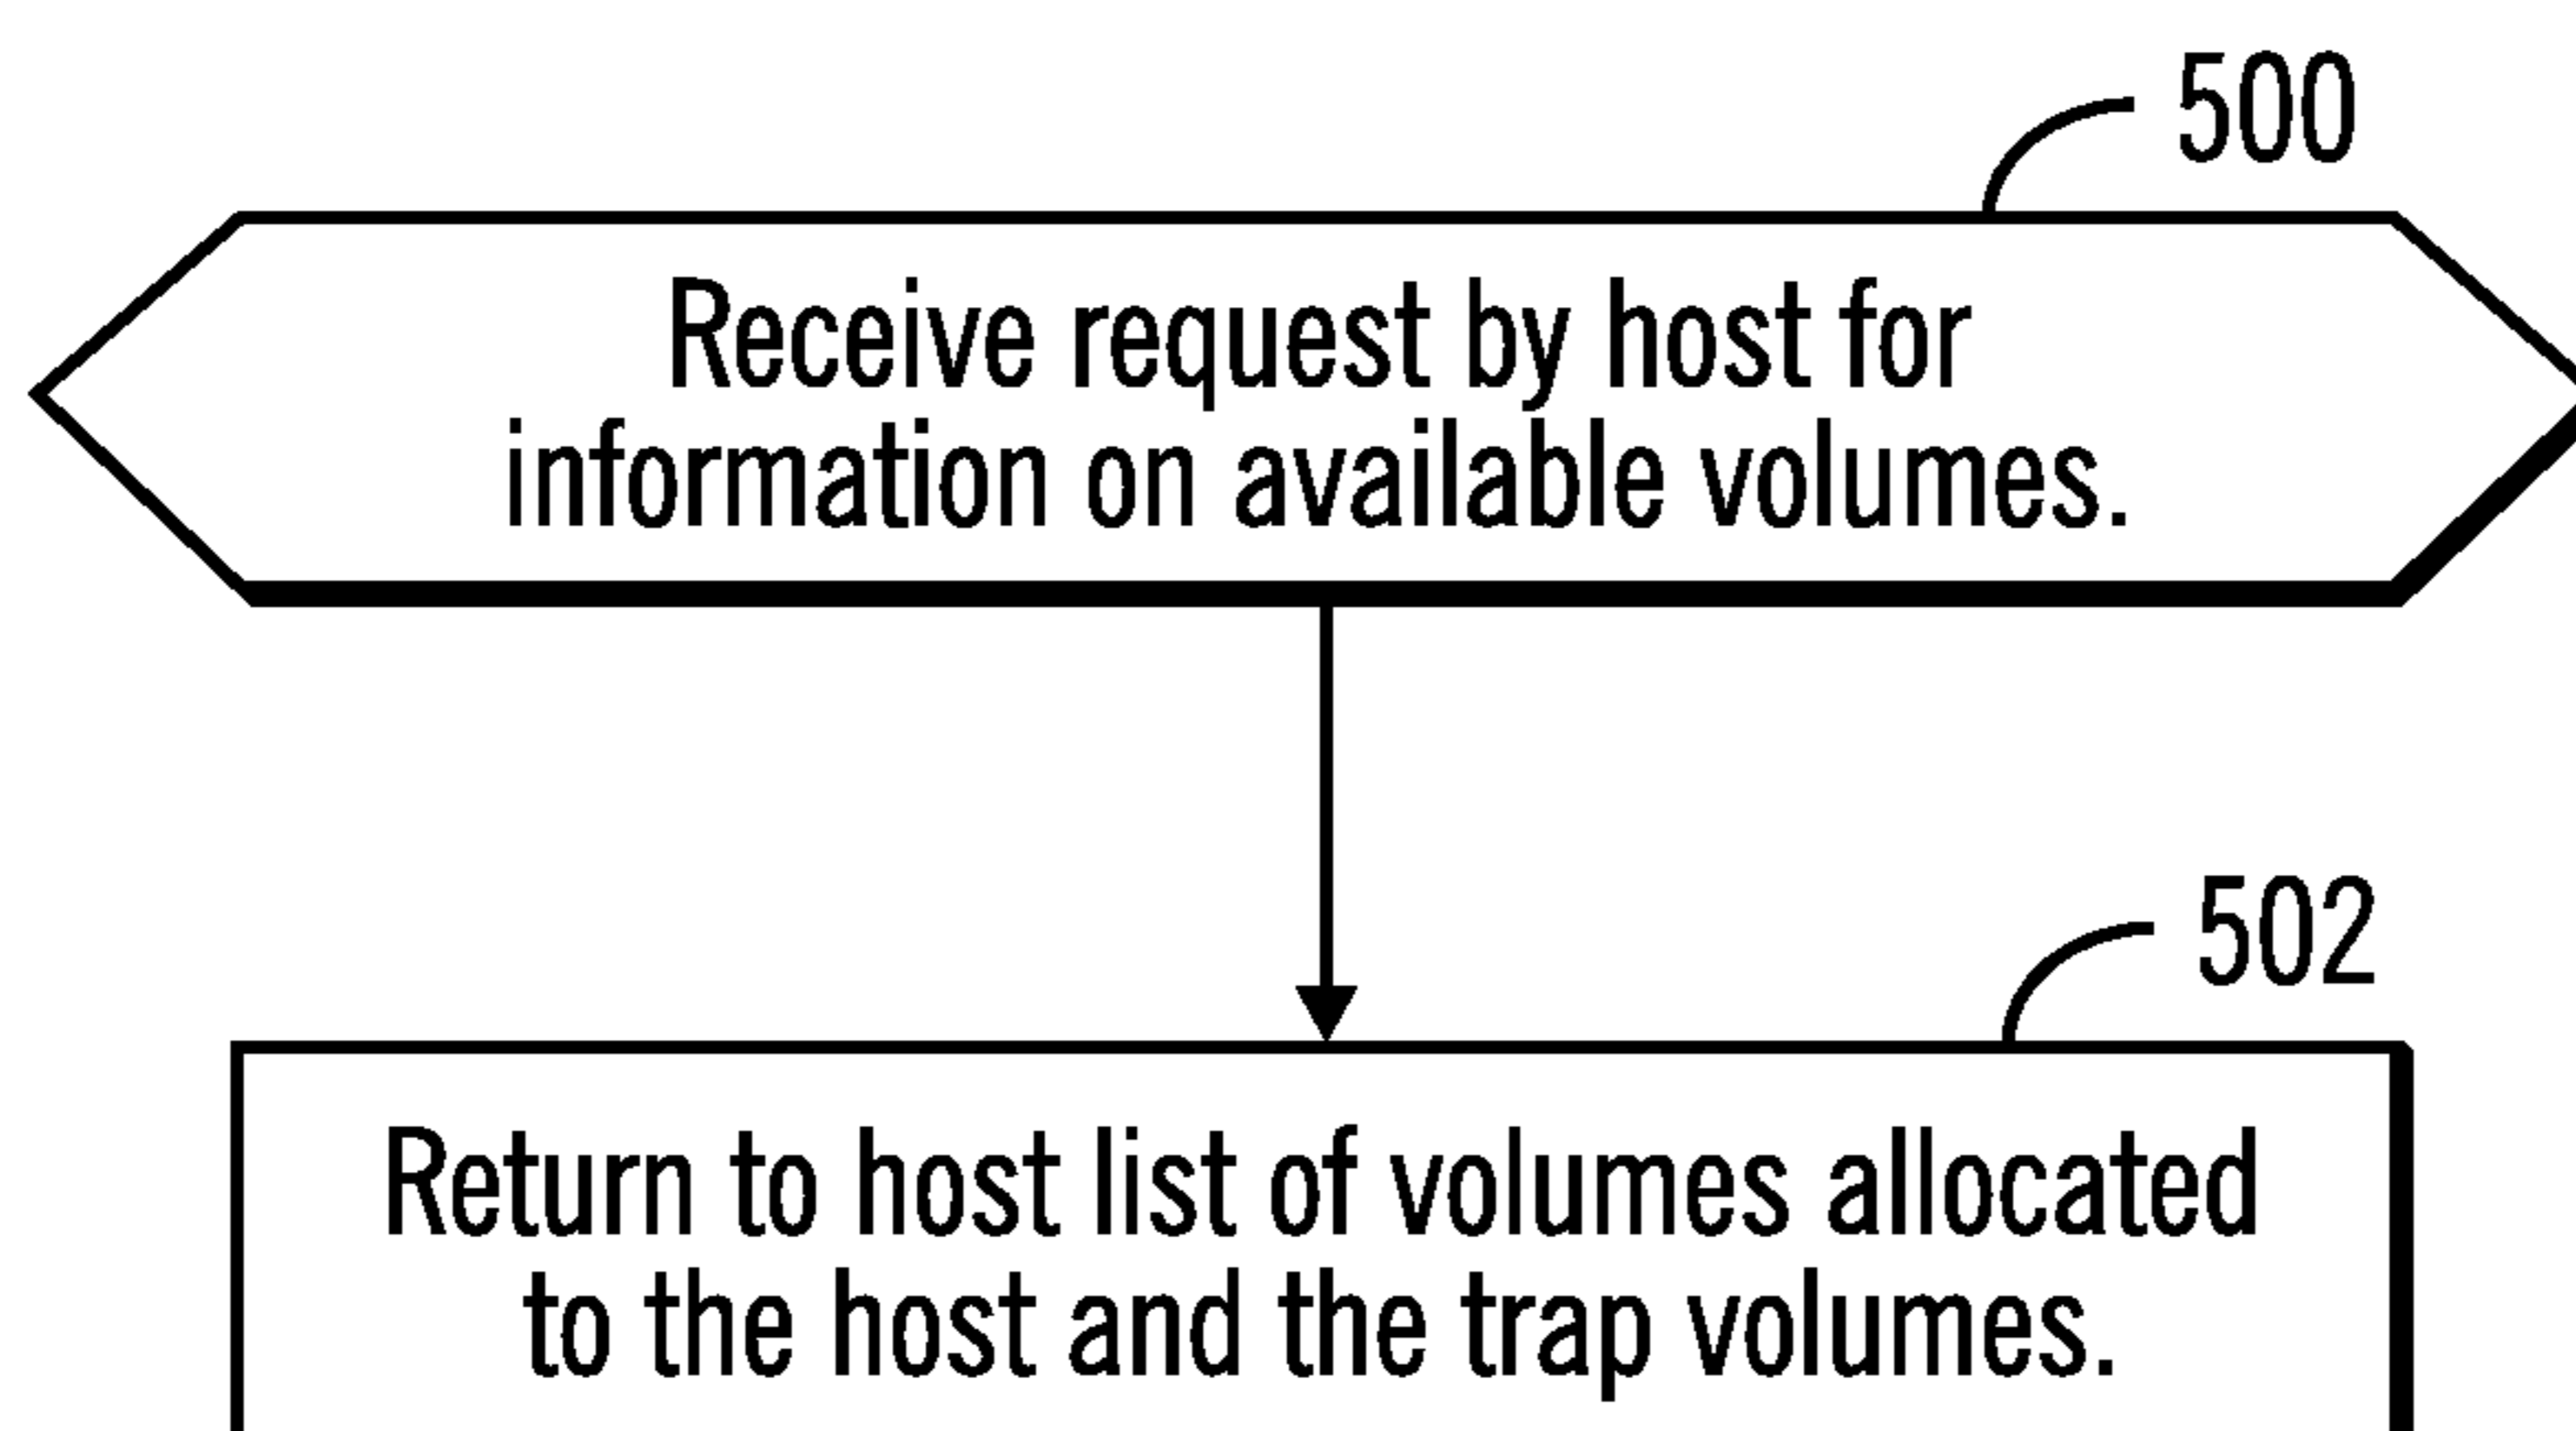 500
Receive request by host for
information on available volumes.
502
Return to host list of volumes allocated
to the host and the trap volumes.